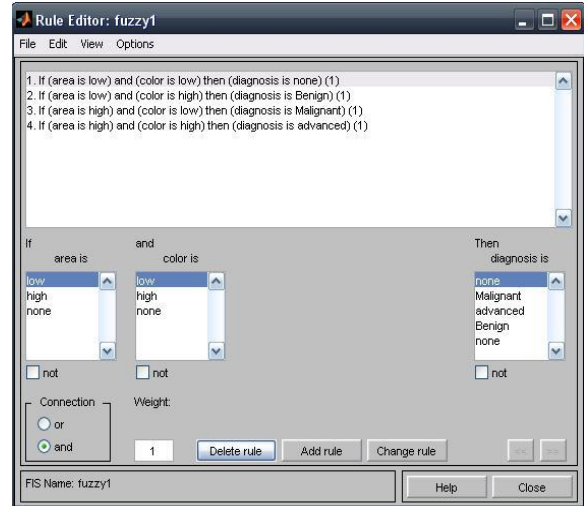 Rule Editor: fuzzy1
File Edit View Options
1. If (area is low) and (color is low) then (diagnosis is none) (1)
2. If (area is low) and (color is high) then (diagnosis is Benign) (1)
3. If (area is high) and (color is low) then (diagnosis is Malignant) (1)
4. If (area is high) and (color is high) then (diagnosis is advanced) (1)
If and Then
area is color is diagnosis is
low low none
high high Malignant
none none advanced
Benign
none
not not not
Connection Weight:
or
and 1 Delete rule Add rule Change rule << >>
FIS Name: fuzzy1 Help Close